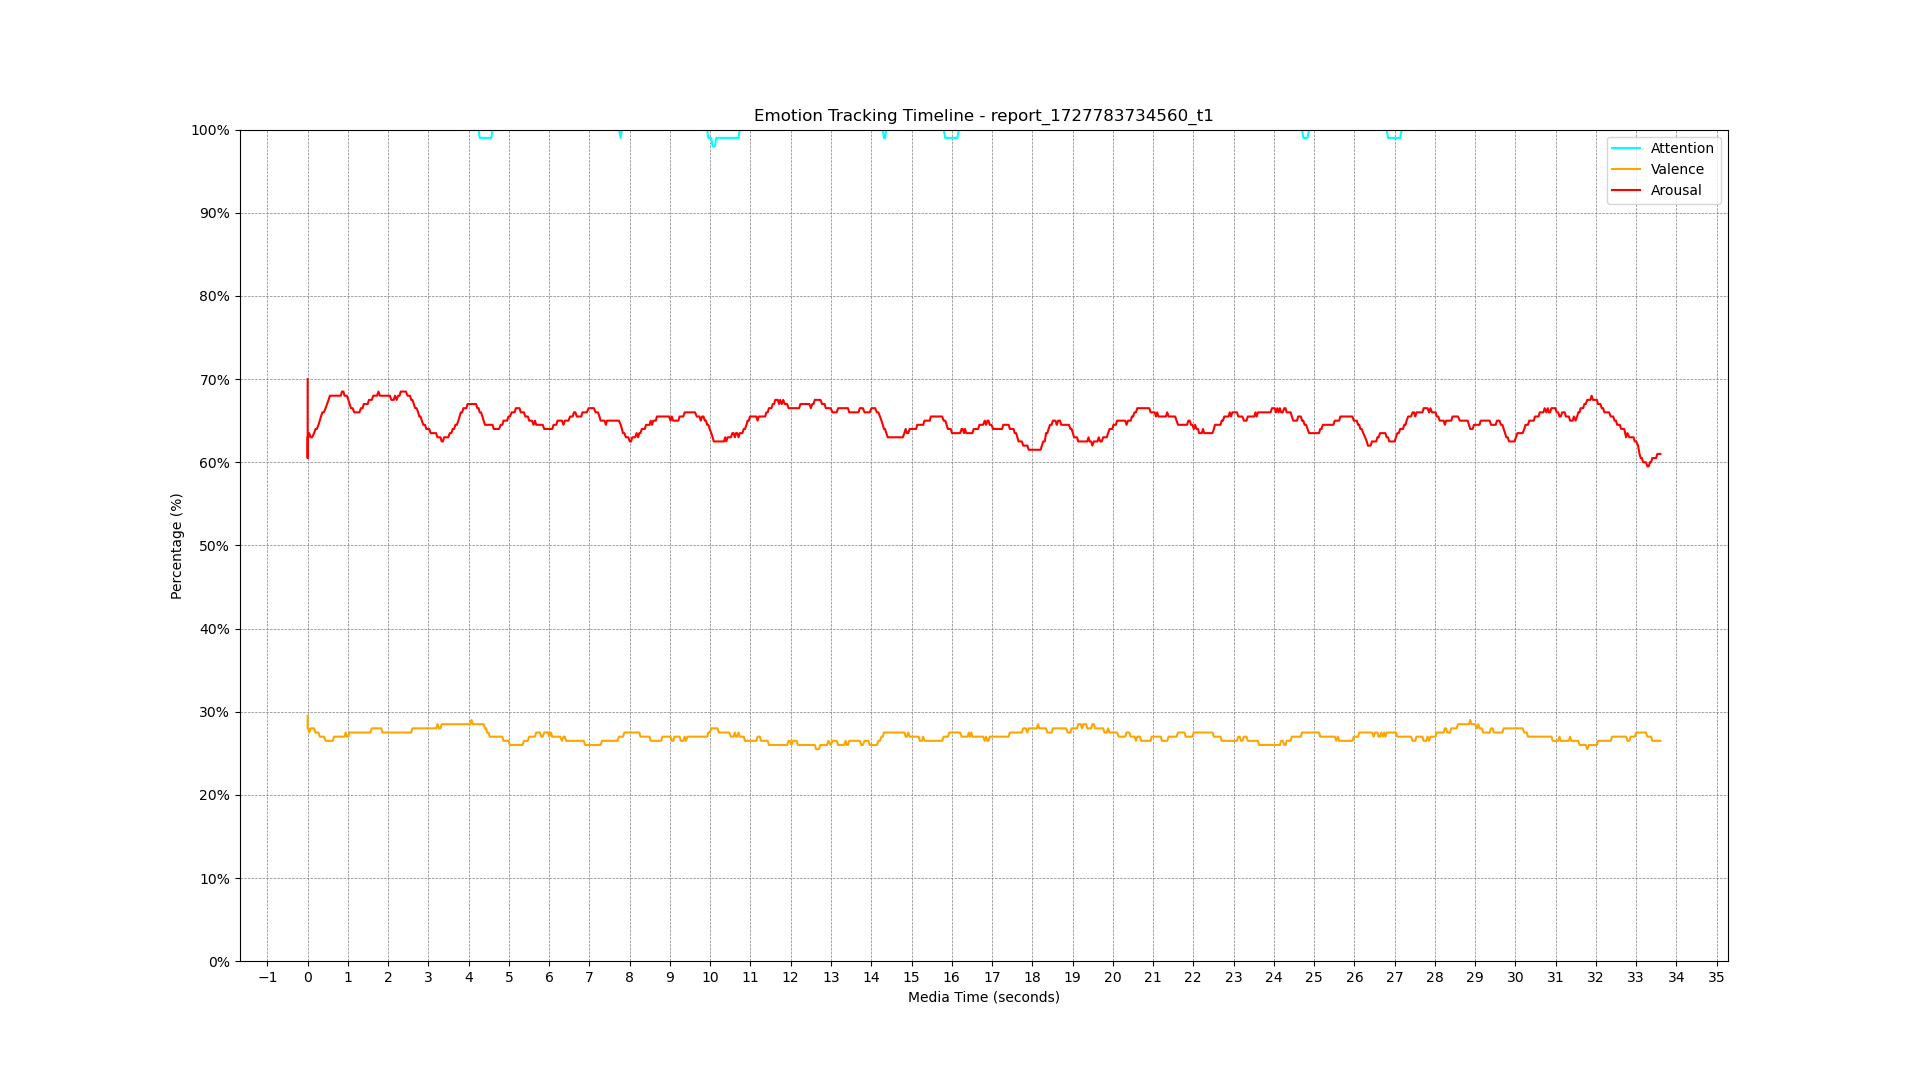 Emotion Tracking Timeline - report_1727783734560_t1
100%
90%
80%
70%
60%
50%
40%
30%
20%
10%
0%
Percentage (%)
Attention
Valence
Arousal
−1 0 1 2 3 4 5 6 7 8 9 10 11 12 13 14 15 16 17 18 19 20 21 22 23 24 25 26 27 28 29 30 31 32 33 34 35
Media Time (seconds)